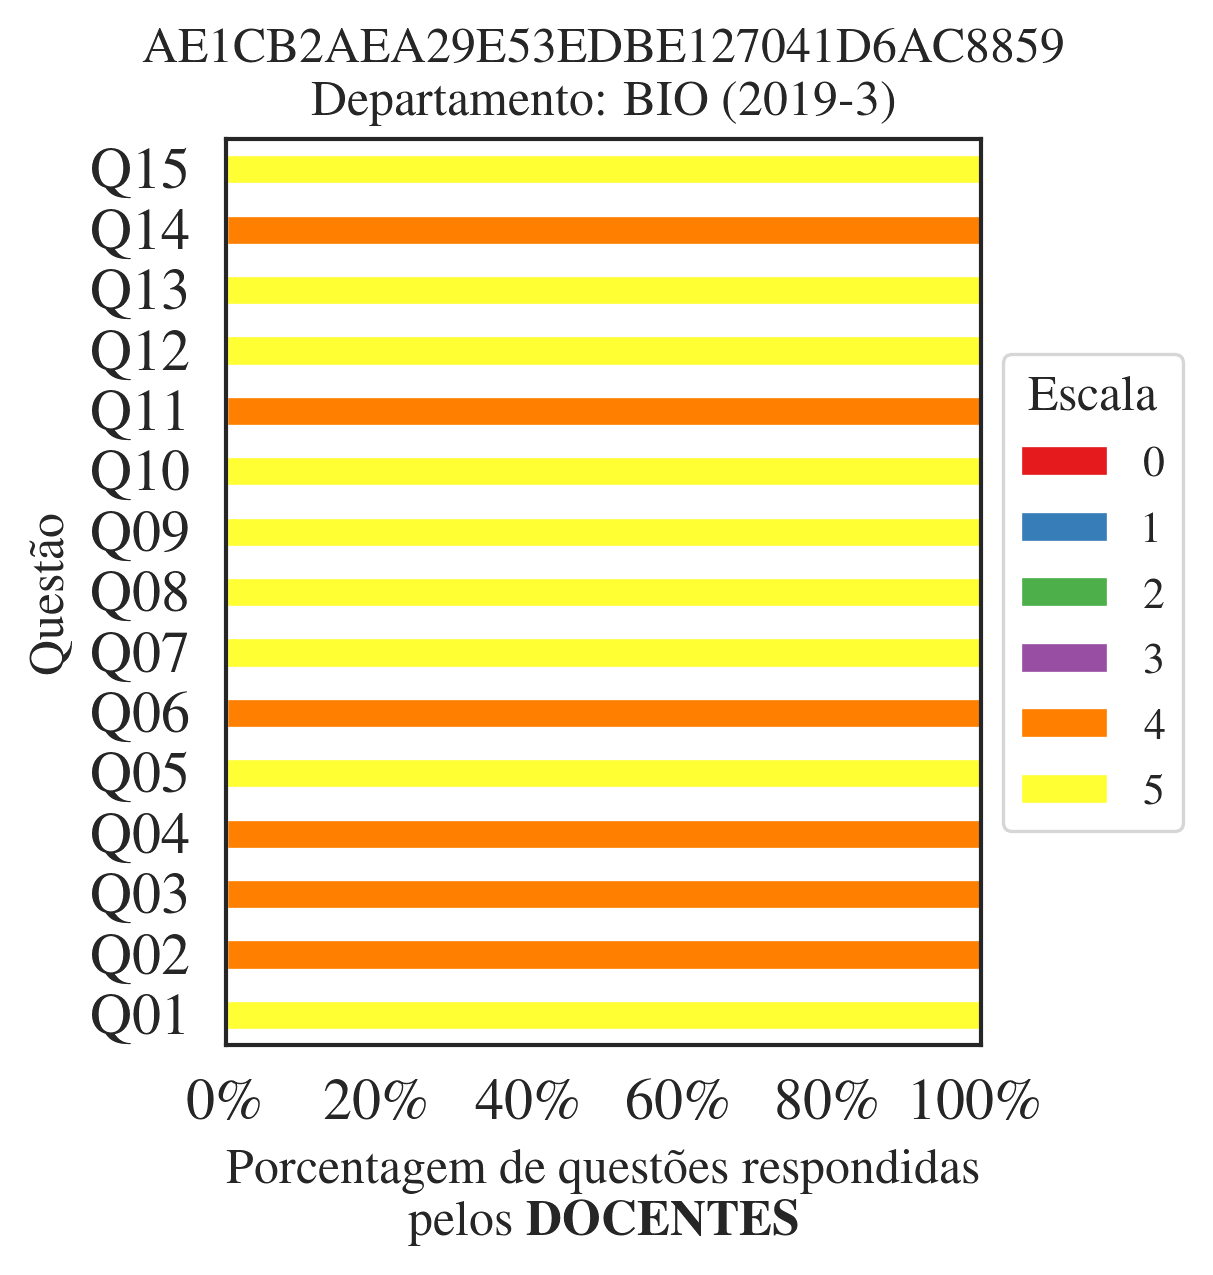 AE1CB2AEA29E53EDBE127041D6AC8859
Departamento: BIO (2019-3)
Q15
Q14
Q13
Q12
Q11
Q10
Q09
Q08
Q07
Q06
Q05
Q04
Q03
Q02
Q01
Questão
0% 20% 40% 60% 80% 100%
Porcentagem de questões respondidas
pelos DOCENTES
Escala
0
1
2
3
4
5